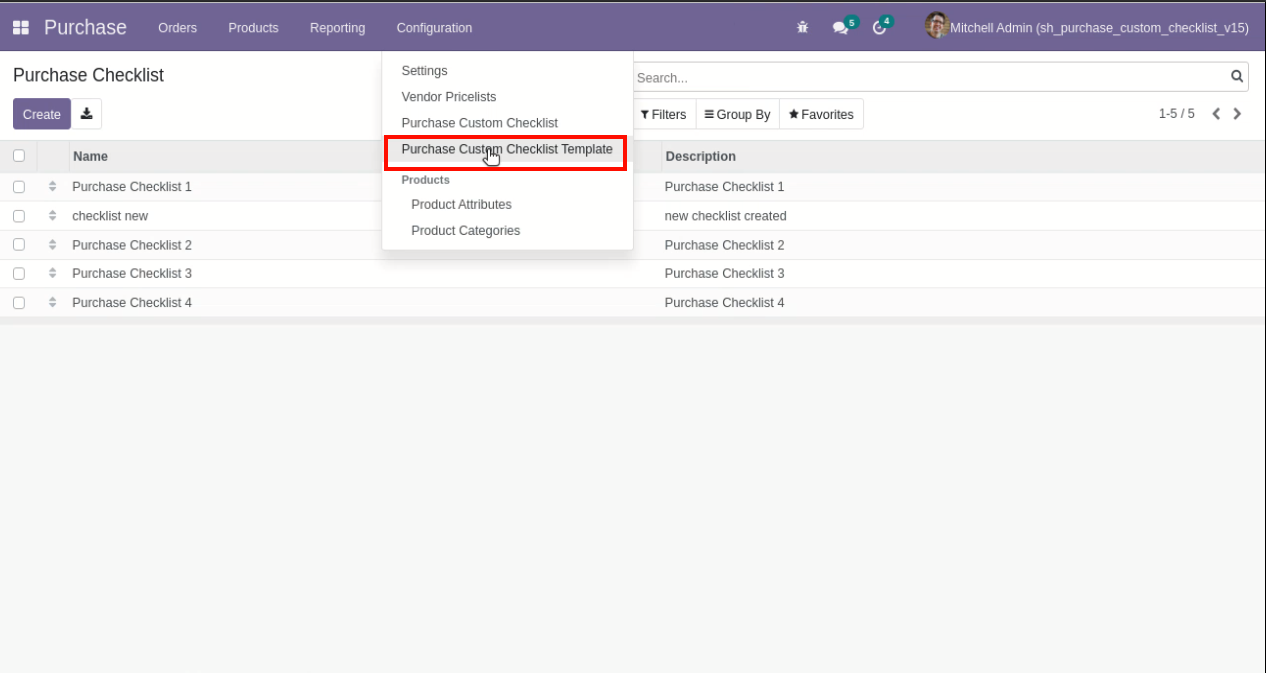 Purchase Orders Products Reporting Configuration 5 4 Mitchell Admin (sh_purchase_custom_checklist_v15)
Purchase Checklist
Search...
Create
Filters Group By Favorites 1-5 / 5
Settings
Vendor Pricelists
Purchase Custom Checklist
Purchase Custom Checklist Template
Products
Product Attributes
Product Categories
Name Description
Purchase Checklist 1 Purchase Checklist 1
checklist new new checklist created
Purchase Checklist 2 Purchase Checklist 2
Purchase Checklist 3 Purchase Checklist 3
Purchase Checklist 4 Purchase Checklist 4